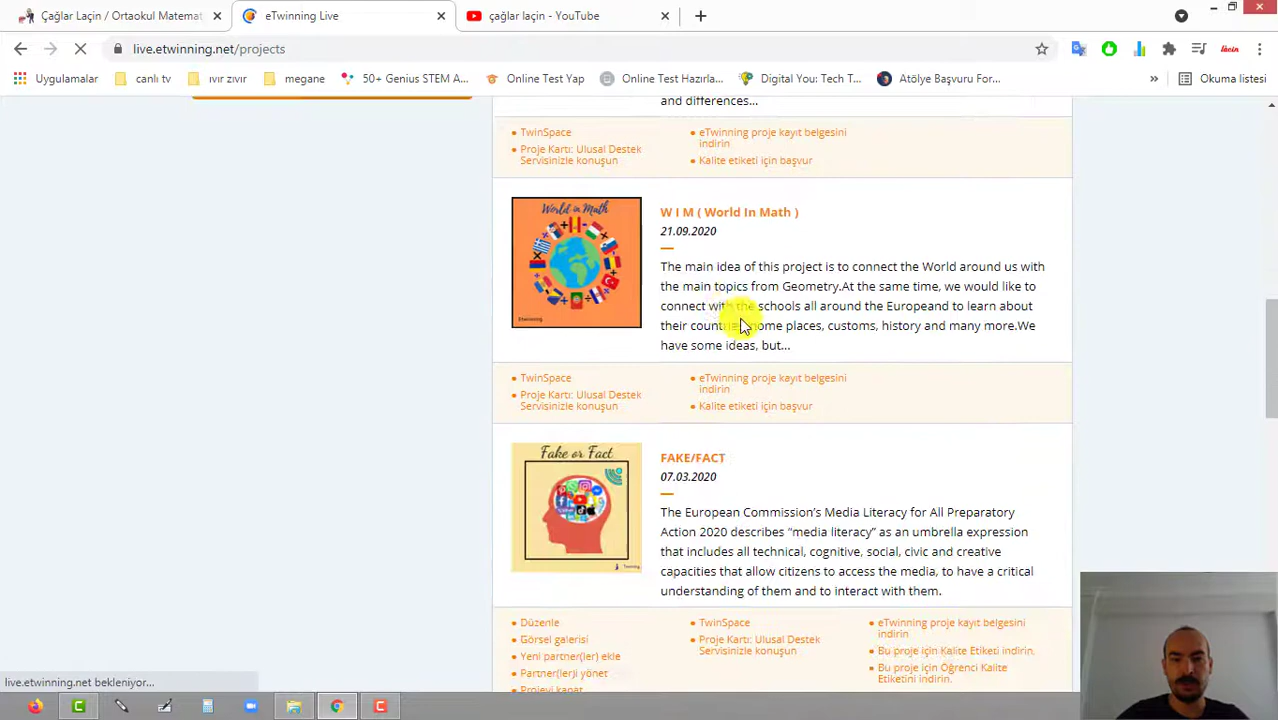 Çağlar Laçin / Ortaokul Matemat
eTwinning Live
çağlar laçin - YouTube
live.etwinning.net/projects
Uygulamalar
canlı tv
ıvır zıvır
megane
50+ Genius STEM A...
Online Test Yap
Online Test Hazırla...
Digital You: Tech T...
Atölye Başvuru For...
»
Okuma listesi
and differences...
• TwinSpace
• Proje Kartı: Ulusal Destek
Servisinizle konuşun
• eTwinning proje kayıt belgesini
indirin
• Kalite etiketi için başvur
World in Math
Etwinning
W I M ( World In Math )
21.09.2020
The main idea of this project is to connect the World around us with
the main topics from Geometry.At the same time, we would like to
connect with the schools all around the Europeand to learn about
their countries, home places, customs, history and many more.We
have some ideas, but...
• TwinSpace
• Proje Kartı: Ulusal Destek
Servisinizle konuşun
• eTwinning proje kayıt belgesini
indirin
• Kalite etiketi için başvur
Fake or Fact
FAKE/FACT
07.03.2020
The European Commission's Media Literacy for All Preparatory
Action 2020 describes “media literacy” as an umbrella expression
that includes all technical, cognitive, social, civic and creative
capacities that allow citizens to access the media, to have a critical
understanding of them and to interact with them.
• Düzenle
• Görsel galerisi
• Yeni partner(ler) ekle
• Partner(ler)i yönet
• Projeyi kapat
• TwinSpace
• Proje Kartı: Ulusal Destek
Servisinizle konuşun
• eTwinning proje kayıt belgesini
indirin
• Bu proje için Kalite Etiketi indirin.
• Bu proje için Öğrenci Kalite
Etiketini indirin.
live.etwinning.net bekleniyor...